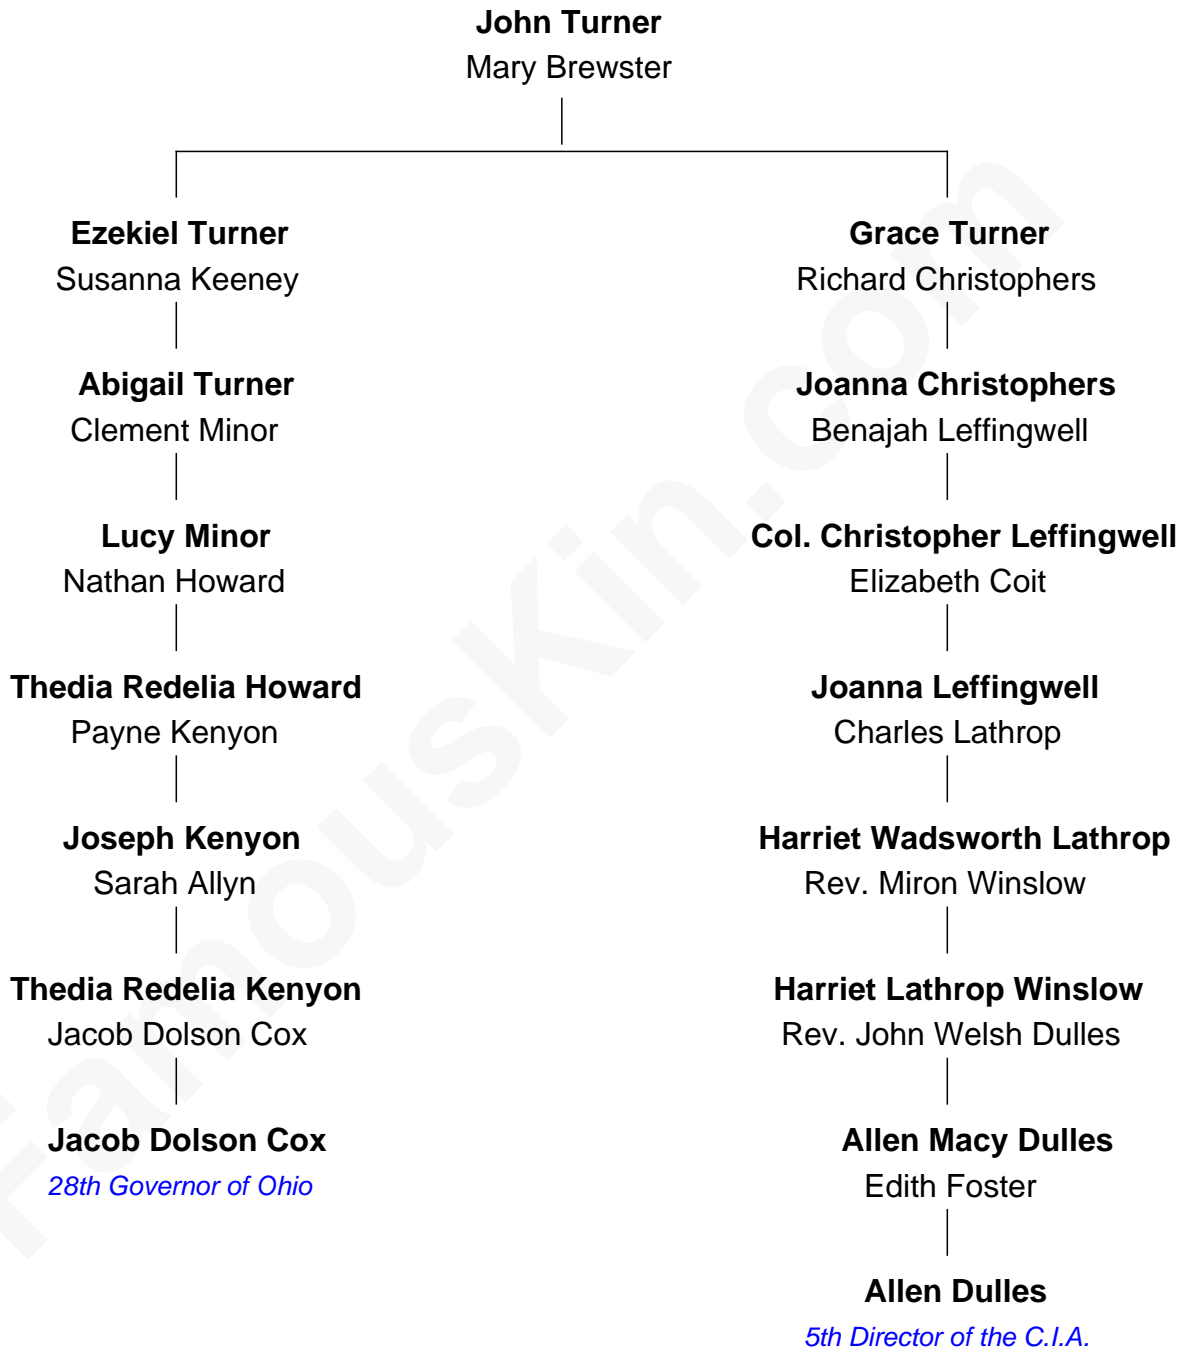 John Turner
Mary Brewster
Ezekiel Turner
Susanna Keeney
Abigail Turner
Clement Minor
Lucy Minor
Nathan Howard
Thedia Redelia Howard
Payne Kenyon
Joseph Kenyon
Sarah Allyn
Thedia Redelia Kenyon
Jacob Dolson Cox
Jacob Dolson Cox
28th Governor of Ohio
Grace Turner
Richard Christophers
Joanna Christophers
Benajah Leffingwell
Col. Christopher Leffingwell
Elizabeth Coit
Joanna Leffingwell
Charles Lathrop
Harriet Wadsworth Lathrop
Rev. Miron Winslow
Harriet Lathrop Winslow
Rev. John Welsh Dulles
Allen Macy Dulles
Edith Foster
Allen Dulles
5th Director of the C.I.A.
FamousKin.com